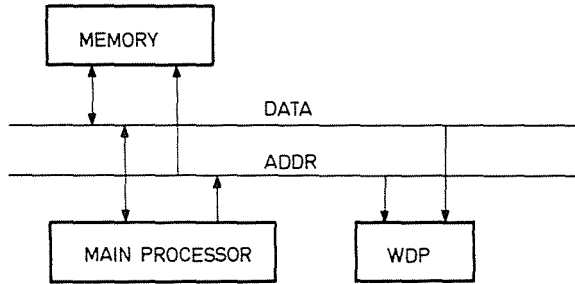 MEMORY
DATA
ADDR
MAIN PROCESSOR
WDP